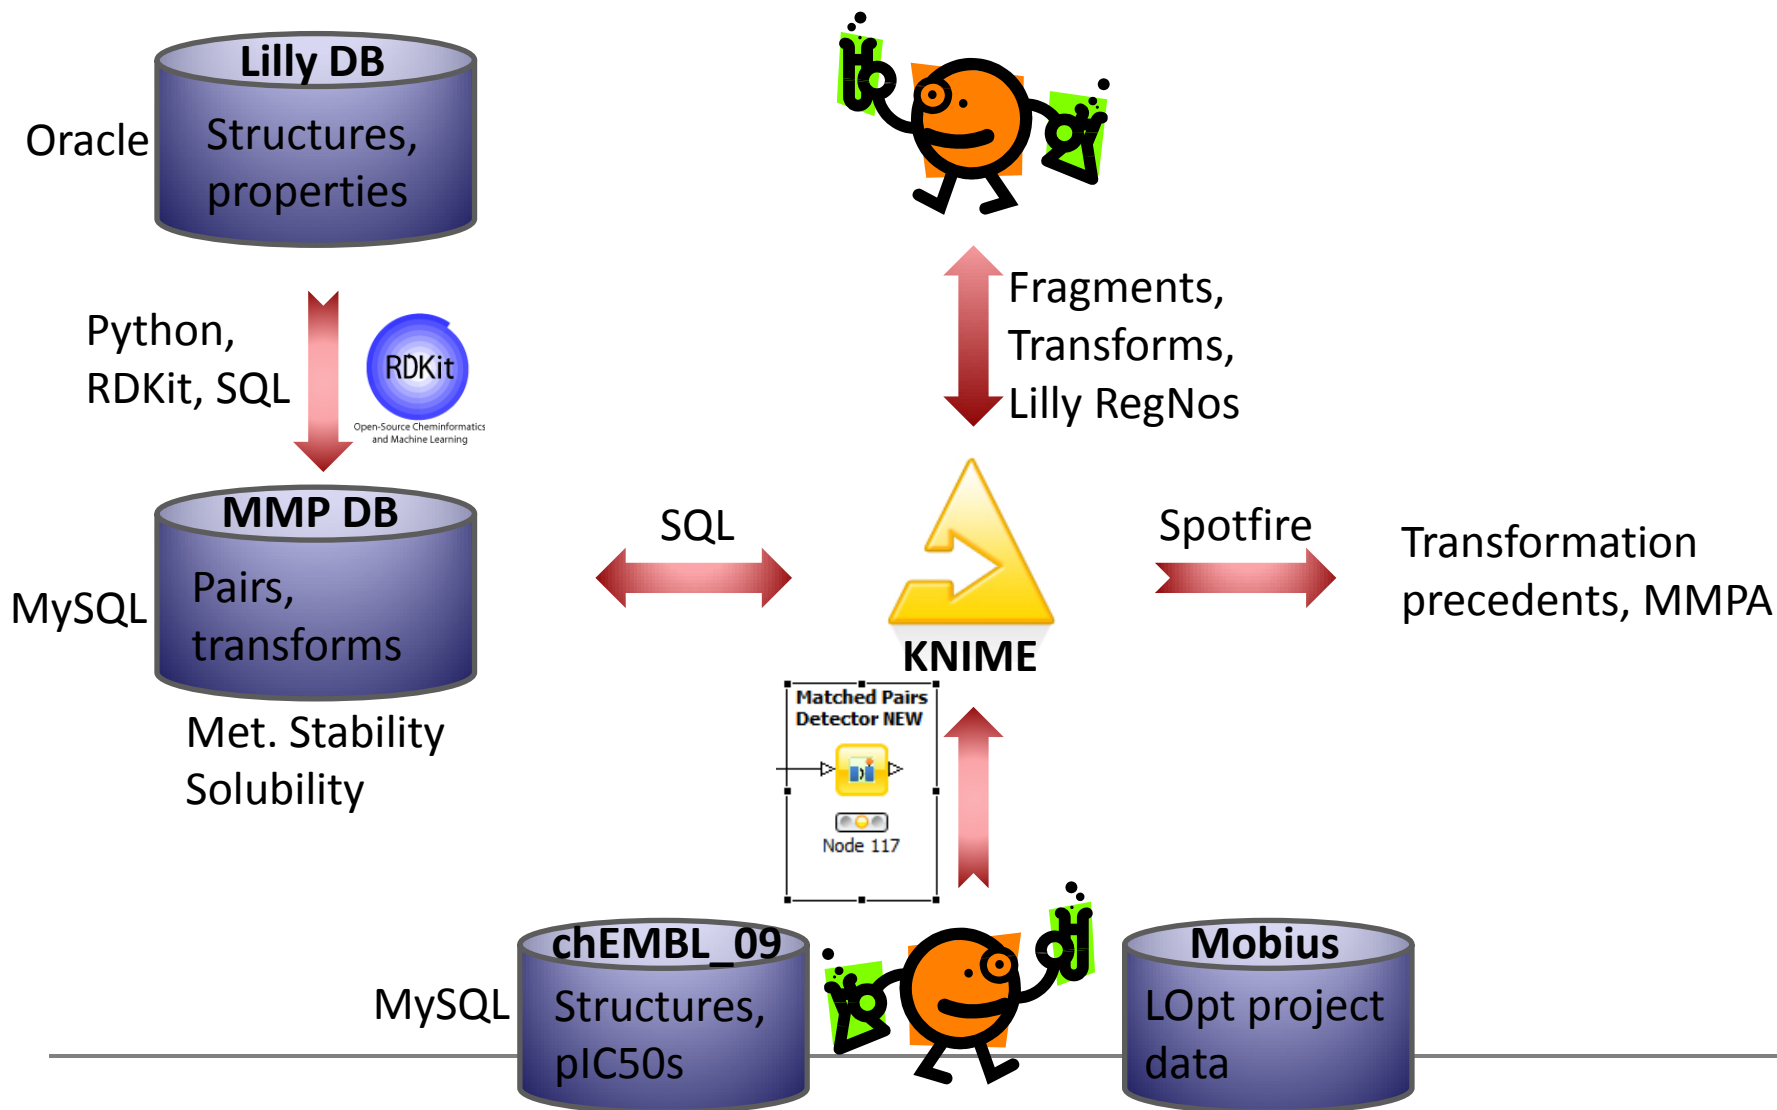 Lilly DB
Oracle
Structures,
properties
Python,
RDKit, SQL
RDKit
Open-Source Cheminformatics
and Machine Learning
Fragments,
Transforms,
Lilly RegNos
MMP DB
MySQL
Pairs,
transforms
Met. Stability
Solubility
SQL
KNIME
Spotfire
Transformation
precedents, MMPA
Matched Pairs
Detector NEW
Node 117
chEMBL_09
MySQL
Structures,
pIC50s
Mobius
LOpt project
data